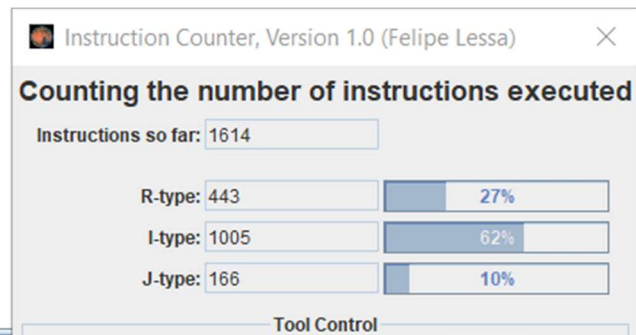 Instruction Counter, Version 1.0 (Felipe Lessa)
Counting the number of instructions executed
Instructions so far: 1614
R-type: 443 27%
I-type: 1005 62%
J-type: 166 10%
Tool Control